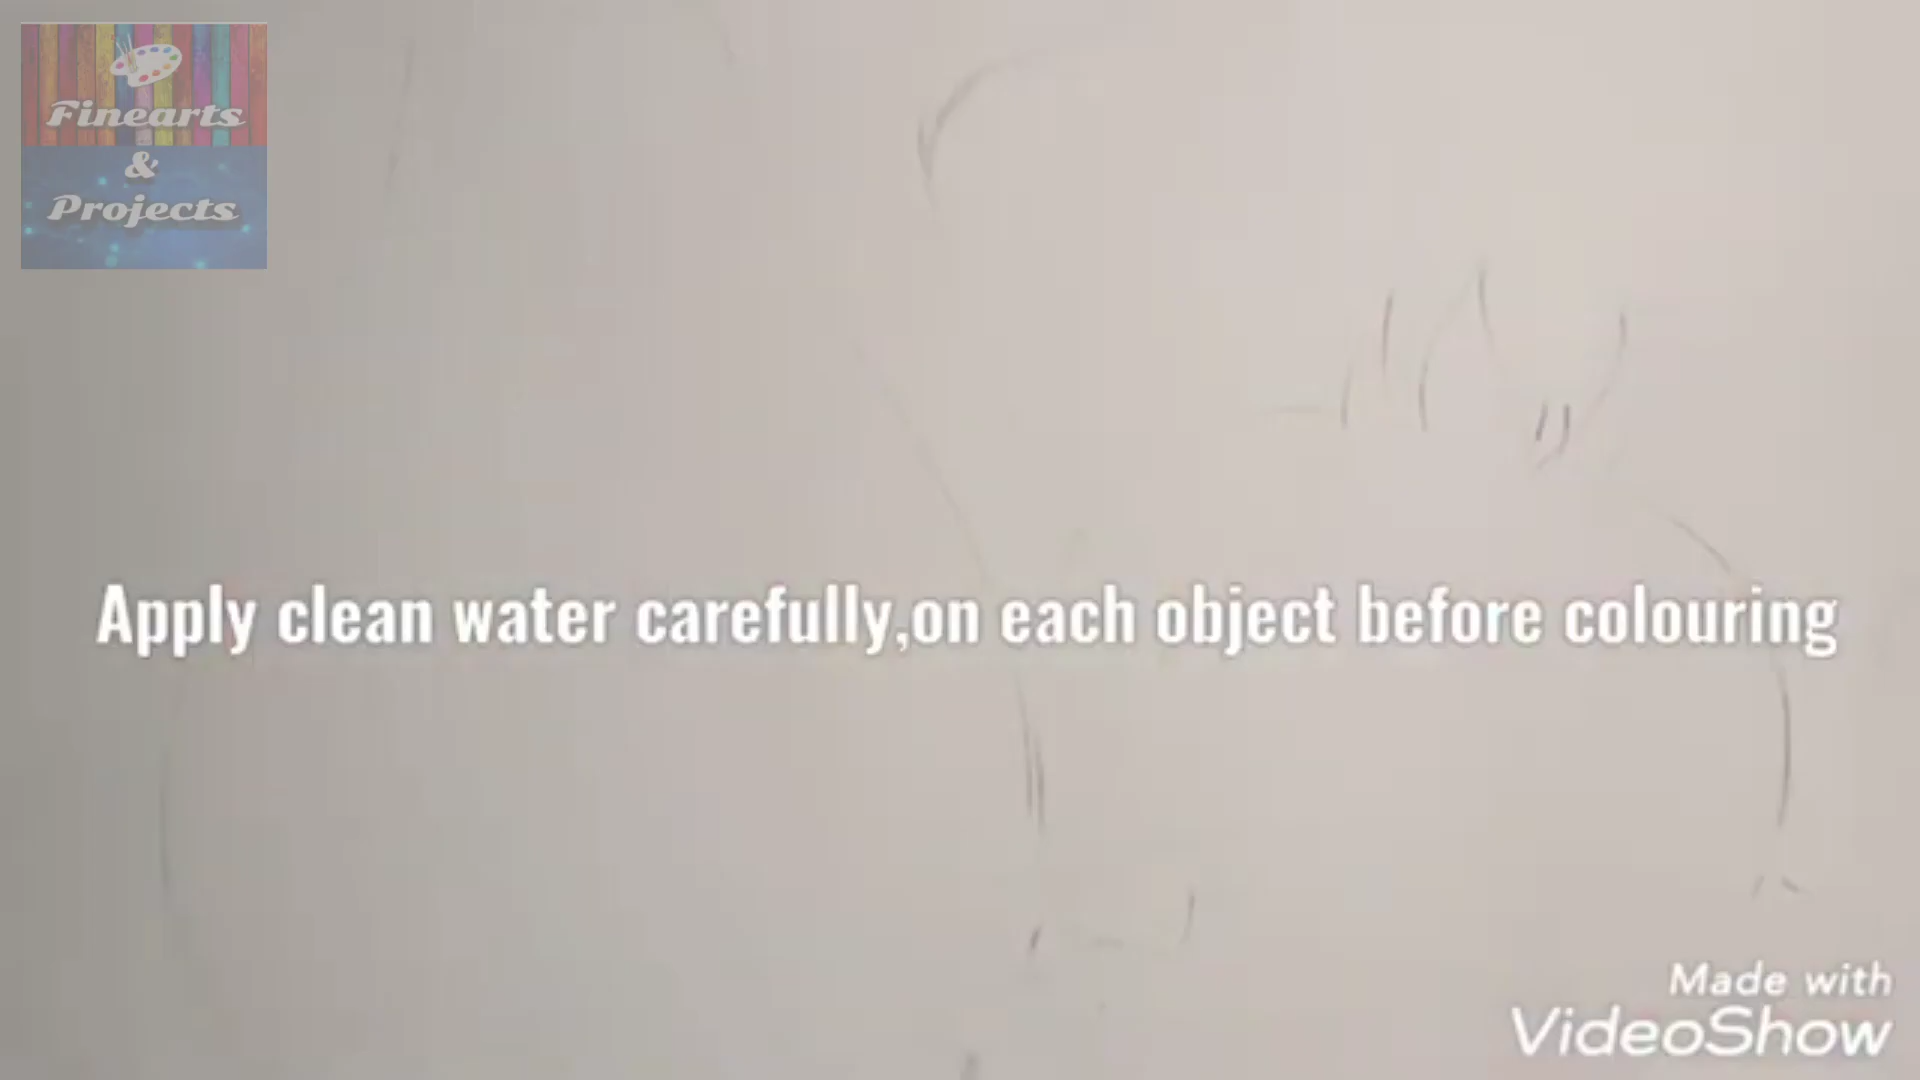 Finearts
&
Projects
Apply clean water carefully,on each object before colouring
Made with
VideoShow